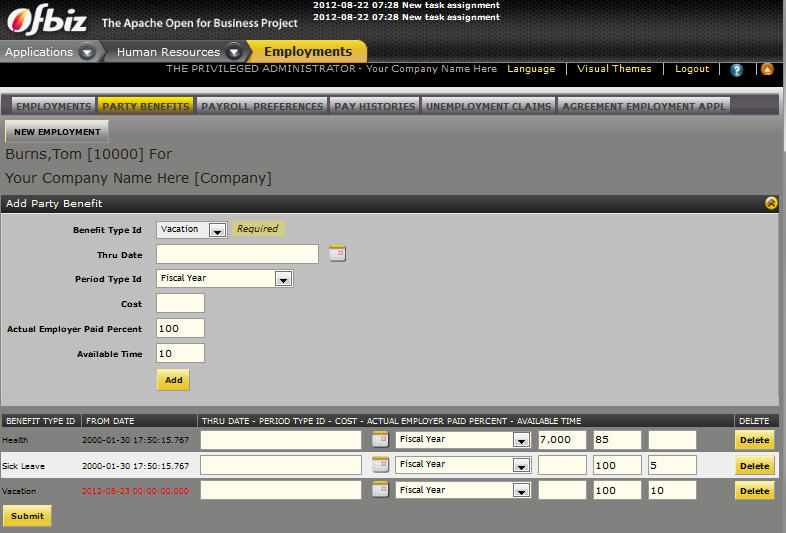 2012-08-22 07:28 New task assignment
2012-08-22 07:28 New task assignment
Ofbiz The Apache Open for Business Project
Applications Human Resources Employments
THE PRIVILEGED ADMINISTRATOR - Your Company Name Here Language Visual Themes Logout ?
EMPLOYMENTS PARTY BENEFITS PAYROLL PREFERENCES PAY HISTORIES UNEMPLOYMENT CLAIMS AGREEMENT EMPLOYMENT APPL
NEW EMPLOYMENT
Burns,Tom [10000] For
Your Company Name Here [Company]
Add Party Benefit
Benefit Type Id Vacation Required
Thru Date
Period Type Id Fiscal Year
Cost
Actual Employer Paid Percent 100
Available Time 10
Add
BENEFIT TYPE ID FROM DATE THRU DATE - PERIOD TYPE ID - COST - ACTUAL EMPLOYER PAID PERCENT - AVAILABLE TIME DELETE
Health 2000-01-30 17:50:15.767 Fiscal Year 7,000 85 Delete
Sick Leave 2000-01-30 17:50:15.767 Fiscal Year 100 5 Delete
Vacation 2012-08-23 00:00:00.000 Fiscal Year 100 10 Delete
Submit